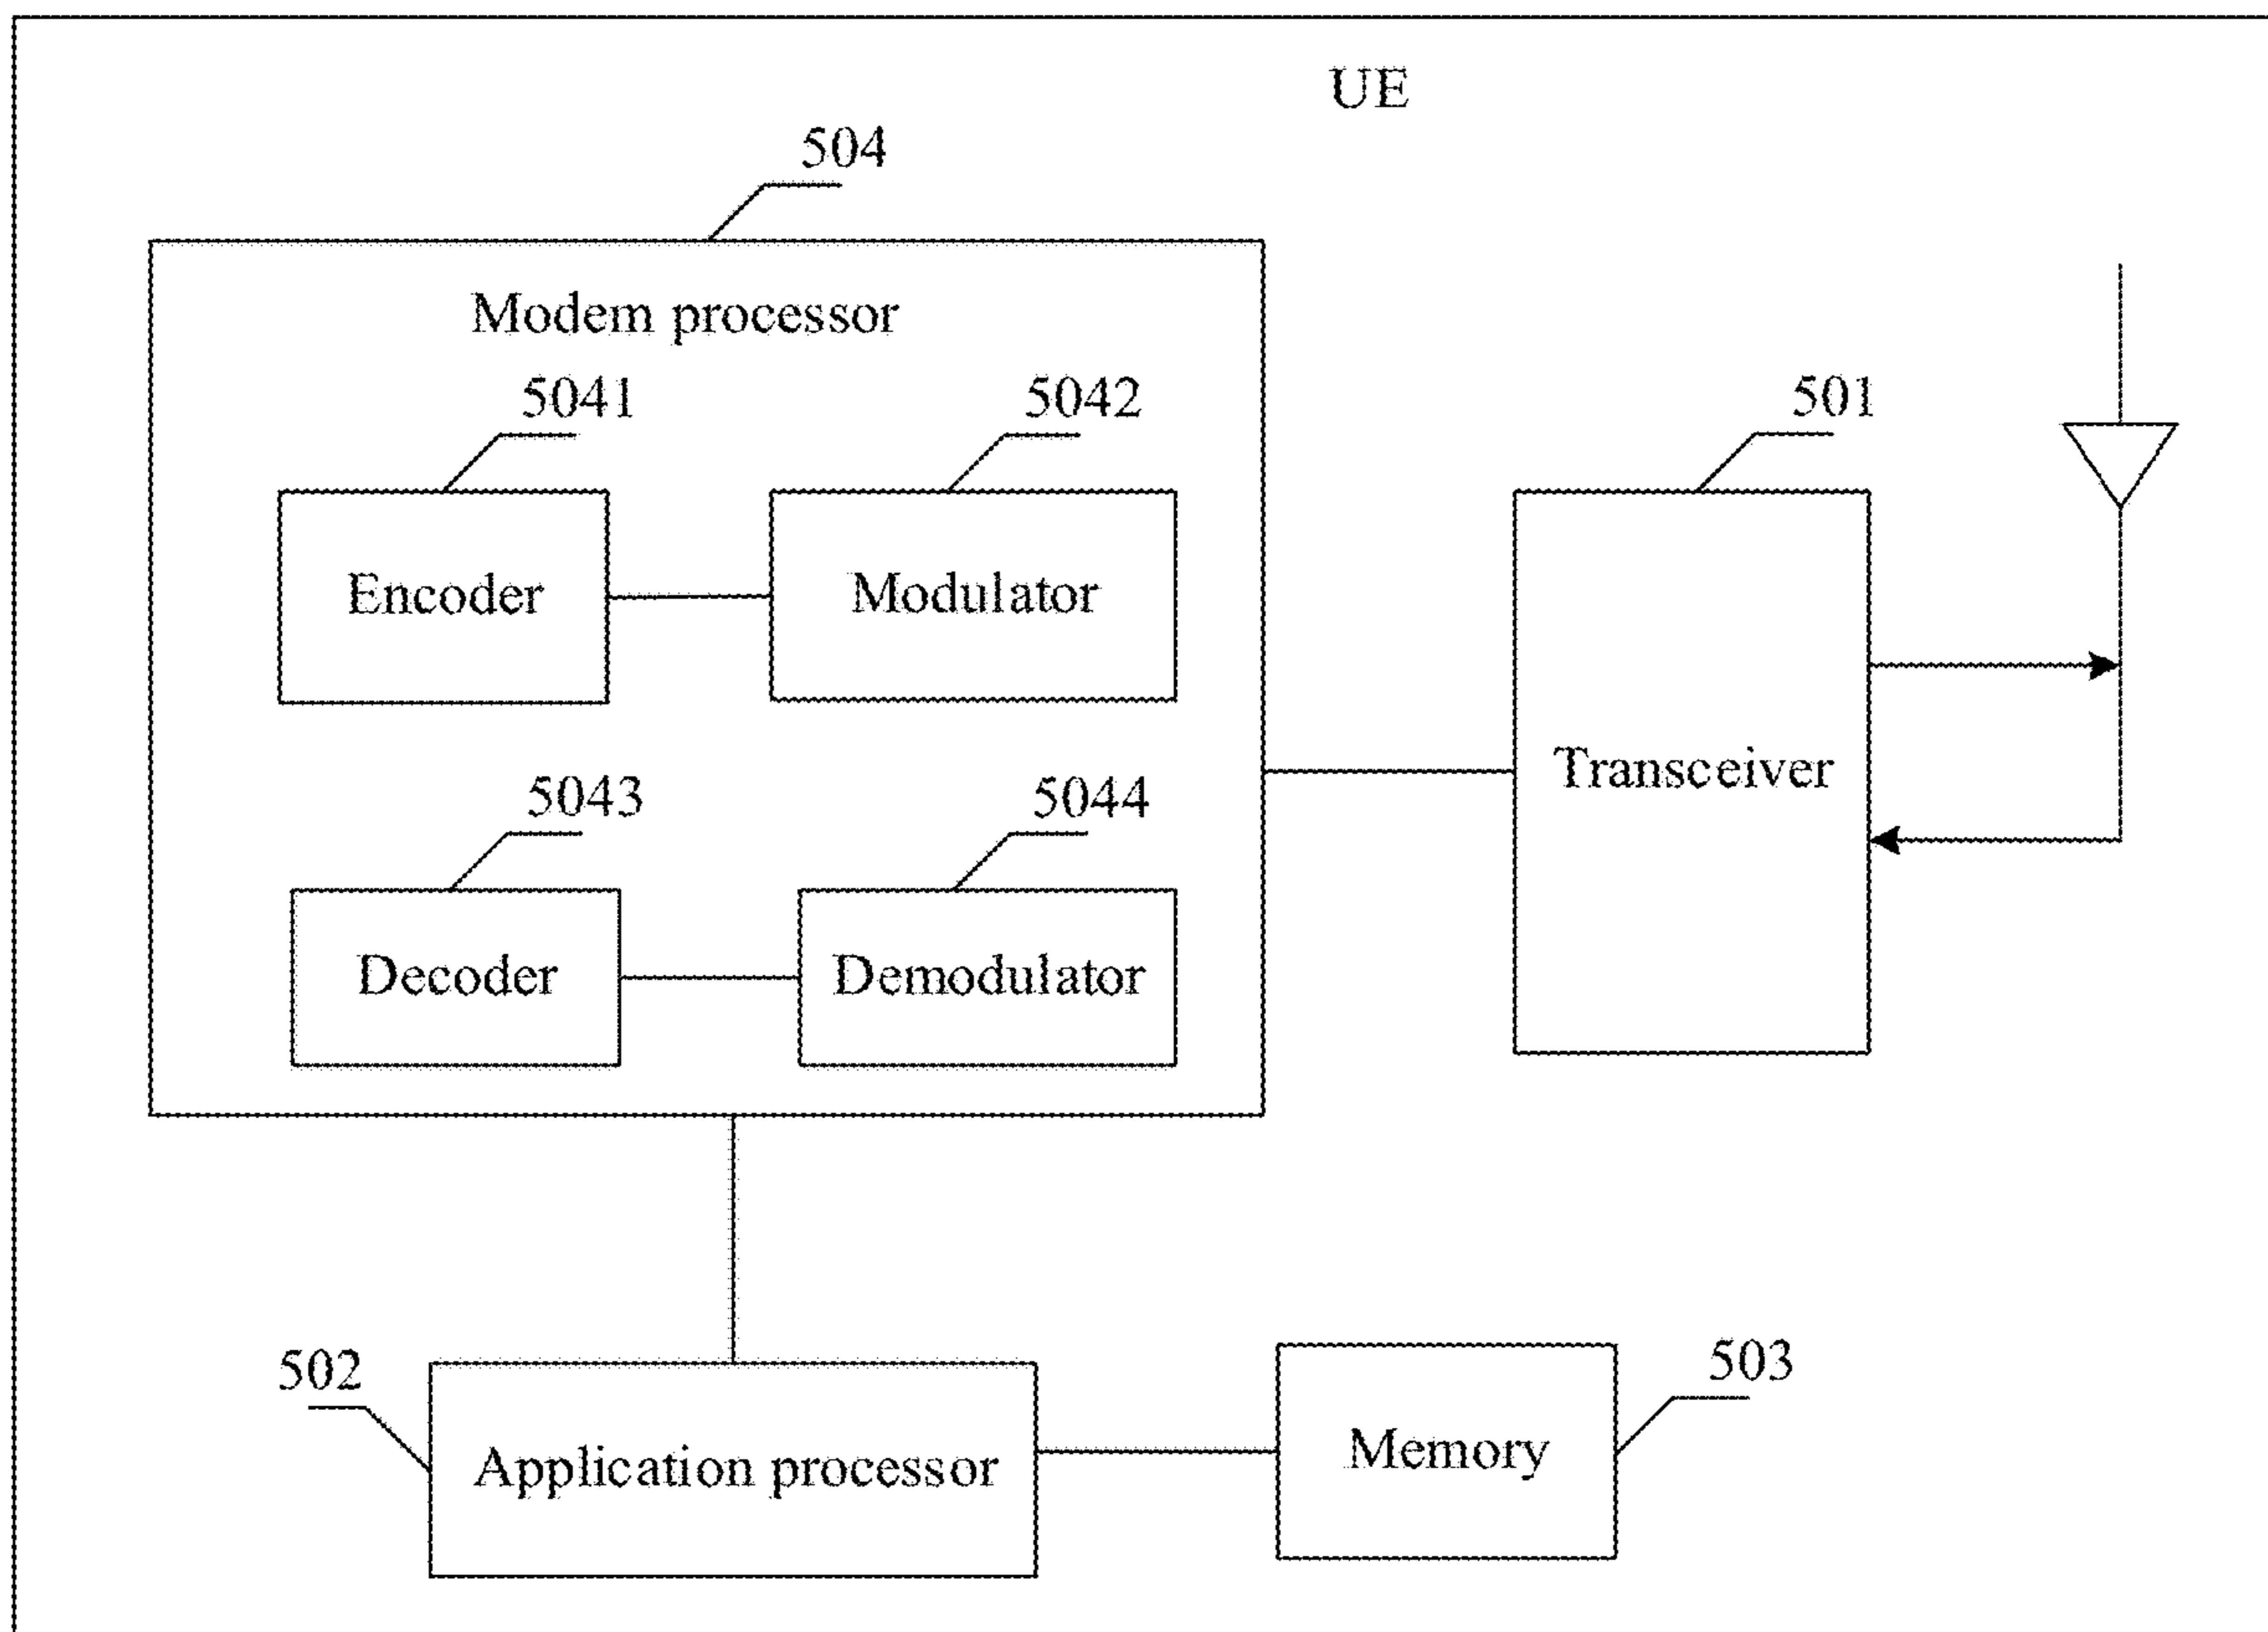 UE
504
Modem processor
5041
5042
501
Encoder
Modulator
Transceiver
5043
5044
Decoder
Demodulator
502
503
Application processor
Memory